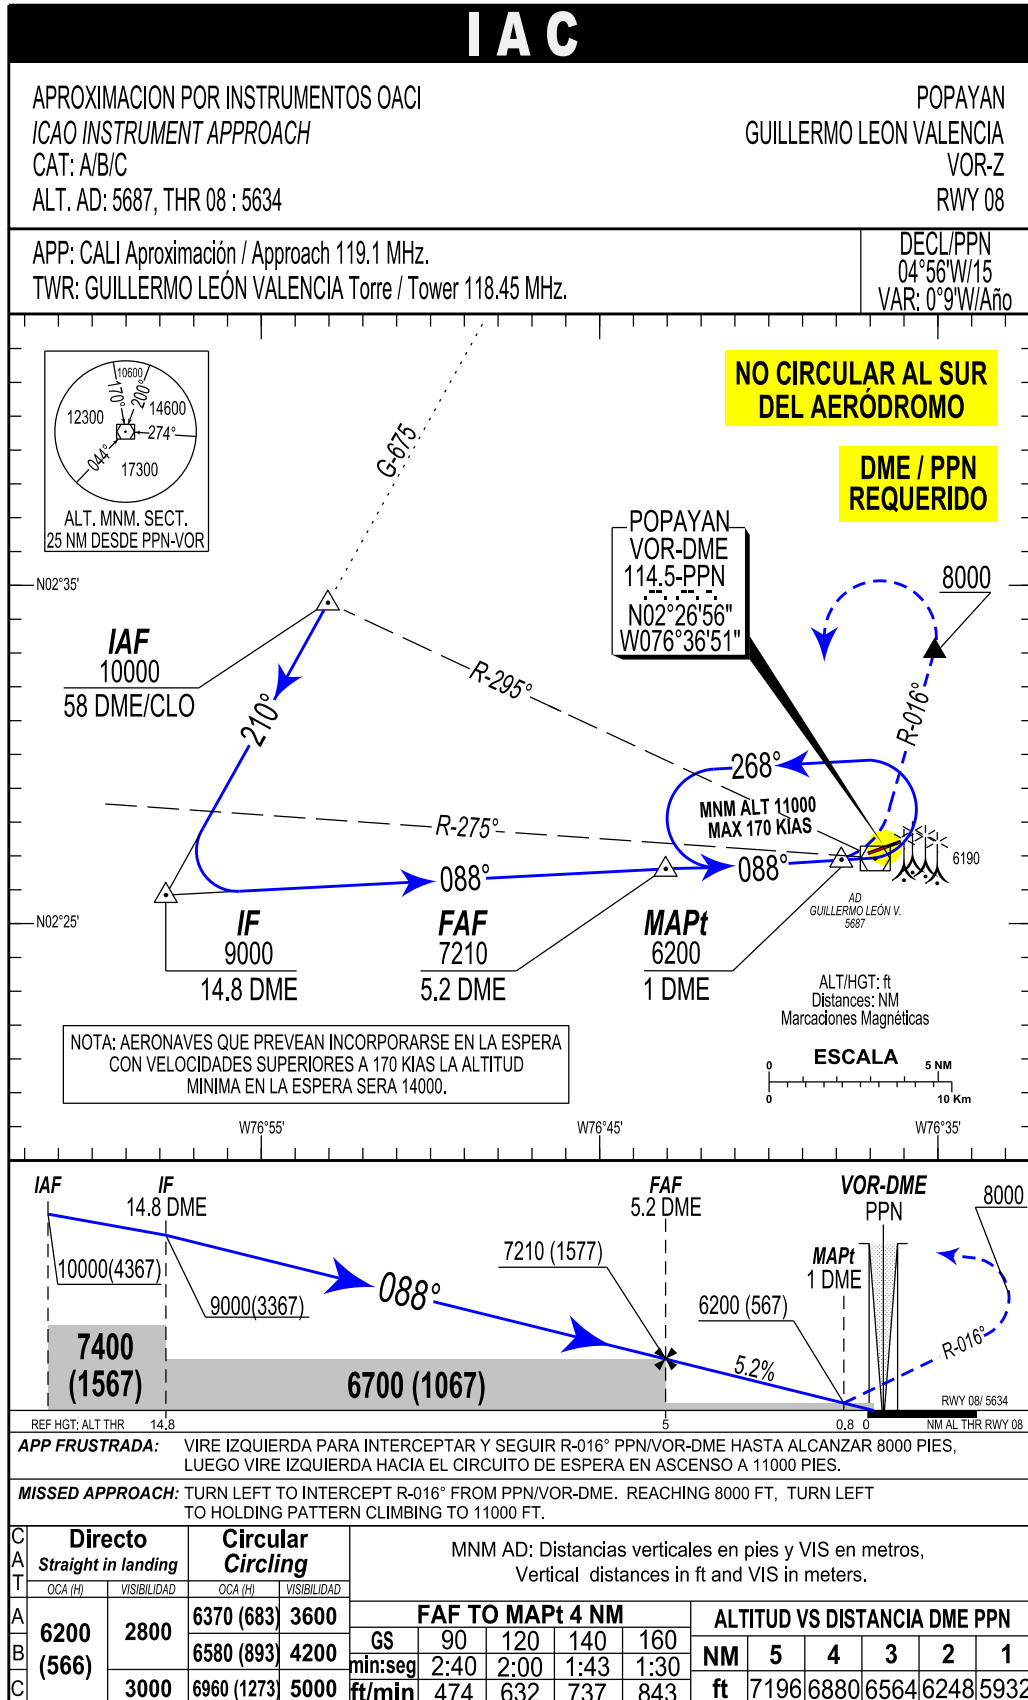 IAC
APROXIMACION POR INSTRUMENTOS OACI
ICAO INSTRUMENT APPROACH
CAT: A/B/C
ALT. AD: 5687, THR 08 : 5634
POPAYAN
GUILLERMO LEON VALENCIA
VOR-Z
RWY 08
APP: CALI Aproximación / Approach 119.1 MHz.
TWR: GUILLERMO LEÓN VALENCIA Torre / Tower 118.45 MHz.
DECL/PPN
04°56'W/15
VAR: 0°9'W/Año
10600
170°
200°
12300
14600
274°
044°
17300
ALT. MNM. SECT.
25 NM DESDE PPN-VOR
G-675
NO CIRCULAR AL SUR
DEL AERÓDROMO
DME / PPN
REQUERIDO
POPAYAN
VOR-DME
114.5-PPN
N02°26'56"
W076°36'51"
8000
N02°35'
IAF
10000
58 DME/CLO
R-295°
210°
R-016°
268°
MNM ALT 11000
MAX 170 KIAS
R-275°
088°
088°
6190
AD
GUILLERMO LEÓN V.
5687
N02°25'
IF
9000
14.8 DME
FAF
7210
5.2 DME
MAPt
6200
1 DME
ALT/HGT: ft
Distances: NM
Marcaciones Magnéticas
NOTA: AERONAVES QUE PREVEAN INCORPORARSE EN LA ESPERA
CON VELOCIDADES SUPERIORES A 170 KIAS LA ALTITUD
MINIMA EN LA ESPERA SERA 14000.
ESCALA
0 5 NM
0 10 Km
W76°55'
W76°45'
W76°35'
IAF
IF
14.8 DME
FAF
5.2 DME
VOR-DME
PPN
8000
10000(4367)
9000(3367)
088°
7210 (1577)
MAPt
1 DME
6200 (567)
5.2%
R-016°
7400
(1567)
6700 (1067)
RWY 08/ 5634
REF HGT: ALT THR
14.8
5
0.8
0
NM AL THR RWY 08
APP FRUSTRADA: VIRE IZQUIERDA PARA INTERCEPTAR Y SEGUIR R-016° PPN/VOR-DME HASTA ALCANZAR 8000 PIES,
LUEGO VIRE IZQUIERDA HACIA EL CIRCUITO DE ESPERA EN ASCENSO A 11000 PIES.
MISSED APPROACH: TURN LEFT TO INTERCEPT R-016° FROM PPN/VOR-DME. REACHING 8000 FT, TURN LEFT
TO HOLDING PATTERN CLIMBING TO 11000 FT.
CAT
Directo
Straight in landing
Circular
Circling
OCA (H) VISIBILIDAD OCA (H) VISIBILIDAD
A 6200 (566) 2800 6370 (683) 3600
B 6580 (893) 4200
C 3000 6960 (1273) 5000
MNM AD: Distancias verticales en pies y VIS en metros,
Vertical distances in ft and VIS in meters.
FAF TO MAPt 4 NM
GS 90 120 140 160
min:seg 2:40 2:00 1:43 1:30
ft/min 474 632 737 843
ALTITUD VS DISTANCIA DME PPN
NM 5 4 3 2 1
ft 7196 6880 6564 6248 5932